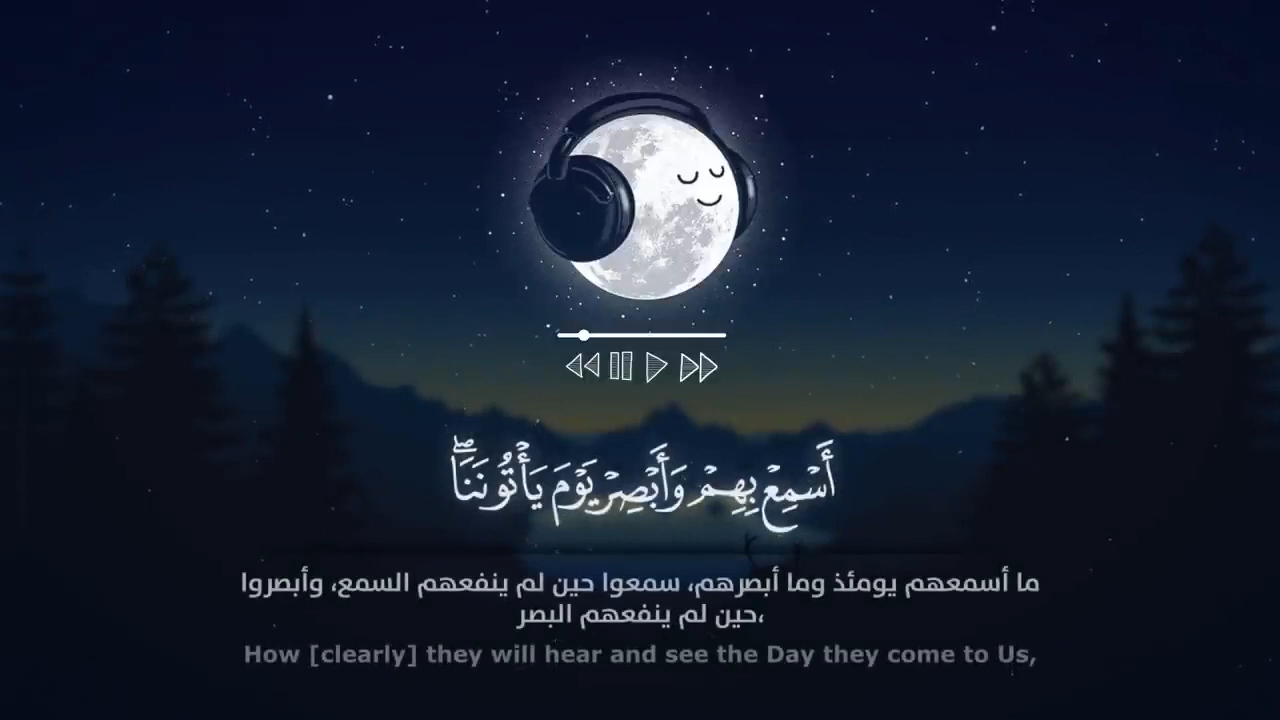 أَسْمِعْ بِهِمْ وَأَبْصِرْ يَوْمَ يَأْتُونَنَاۖ
ما أسمعهم يومئذ وما أبصرهم، سمعوا حين لم ينفعهم السمع، وأبصروا
حين لم ينفعهم البصر،
How [clearly] they will hear and see the Day they come to Us,